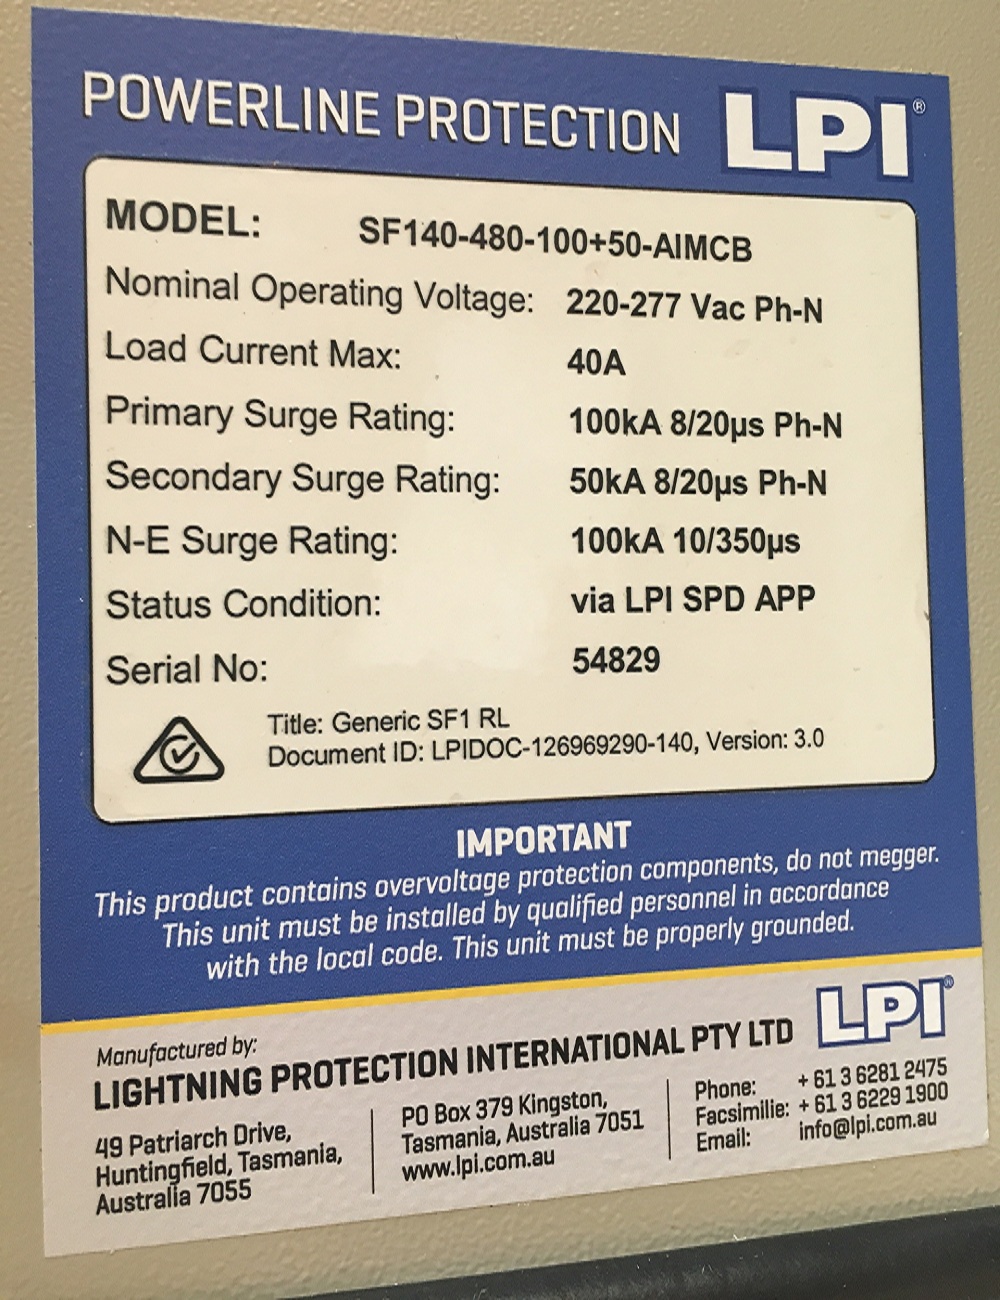 POWERLINE PROTECTION LPI®
MODEL: SF140-480-100+50-AIMCB
Nominal Operating Voltage: 220-277 Vac Ph-N
Load Current Max: 40A
Primary Surge Rating: 100kA 8/20µs Ph-N
Secondary Surge Rating: 50kA 8/20µs Ph-N
N-E Surge Rating: 100kA 10/350µs
Status Condition: via LPI SPD APP
Serial No: 54829
Title: Generic SF1 RL
Document ID: LPIDOC-126969290-140, Version: 3.0
IMPORTANT
This product contains overvoltage protection components, do not megger.
This unit must be installed by qualified personnel in accordance
with the local code. This unit must be properly grounded.
LPI®
Manufactured by:
LIGHTNING PROTECTION INTERNATIONAL PTY LTD
49 Patriarch Drive,
Huntingfield, Tasmania,
Australia 7055
PO Box 379 Kingston,
Tasmania, Australia 7051
www.lpi.com.au
Phone: + 61 3 6281 2475
Facsimilie: + 61 3 6229 1900
Email: info@lpi.com.au